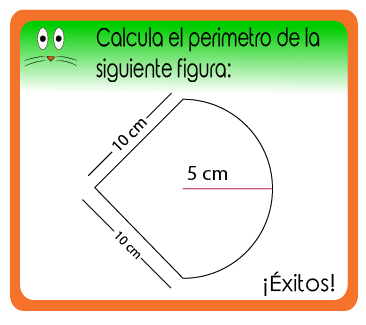 Calcula el perimetro de la
siguiente figura:
10 cm
5 cm
10 cm
¡Éxitos!